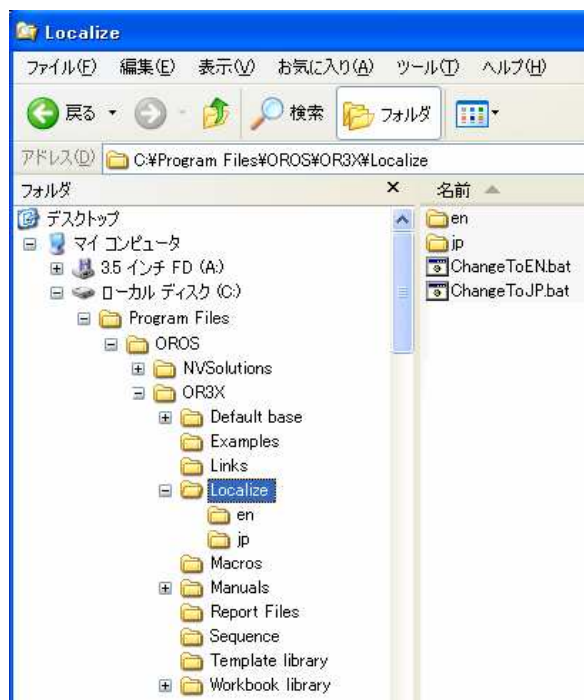 Localize
ファイル(F) 編集(E) 表示(V) お気に入り(A) ツール(T) ヘルプ(H)
戻る 検索 フォルダ
アドレス(D) C:¥Program Files¥OROS¥OR3X¥Localize
フォルダ × 名前
デスクトップ
マイ コンピュータ
3.5 インチ FD (A:)
ローカル ディスク (C:)
Program Files
OROS
NVSolutions
OR3X
Default base
Examples
Links
Localize
en
jp
Macros
Manuals
Report Files
Sequence
Template library
Workbook library
en
jp
ChangeToEN.bat
ChangeToJP.bat